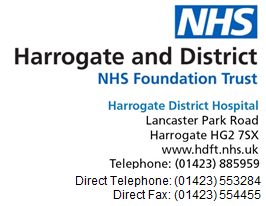 NHS
Harrogate and District
NHS Foundation Trust
Harrogate District Hospital
Lancaster Park Road
Harrogate HG2 7SX
www.hdft.nhs.uk
Telephone: (01423) 885959
Direct Telephone: (01423) 553284
Direct Fax: (01423) 554455